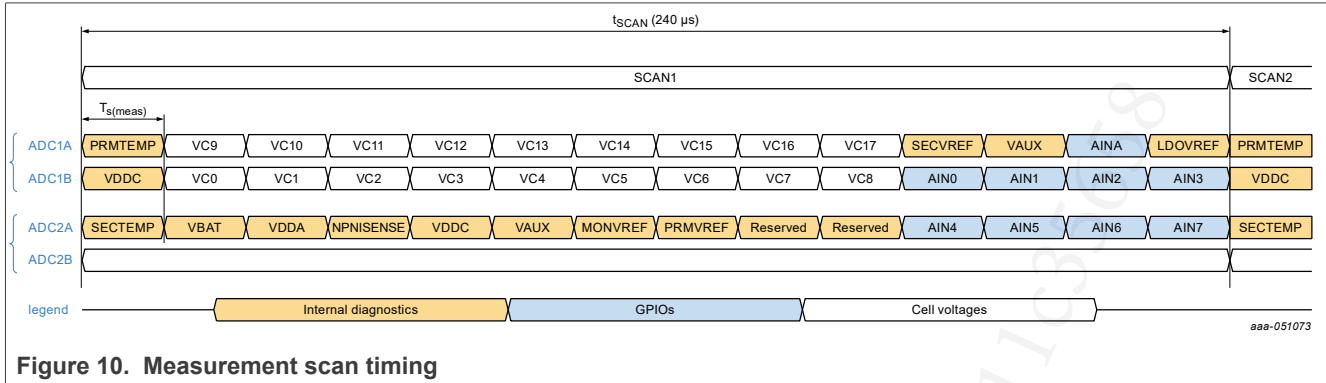 tSCAN (240 μs)
SCAN1 SCAN2
Ts(meas)
ADC1A PRMTEMP VC9 VC10 VC11 VC12 VC13 VC14 VC15 VC16 VC17 SECVREF VAUX AINA LDOVREF PRMTEMP
ADC1B VDDC VC0 VC1 VC2 VC3 VC4 VC5 VC6 VC7 VC8 AIN0 AIN1 AIN2 AIN3 VDDC
ADC2A SECTEMP VBAT VDDA NPNISENSE VDDC VAUX MONVREF PRMVREF Reserved Reserved AIN4 AIN5 AIN6 AIN7 SECTEMP
ADC2B
legend Internal diagnostics GPIOs Cell voltages
aaa-051073
Figure 10. Measurement scan timing